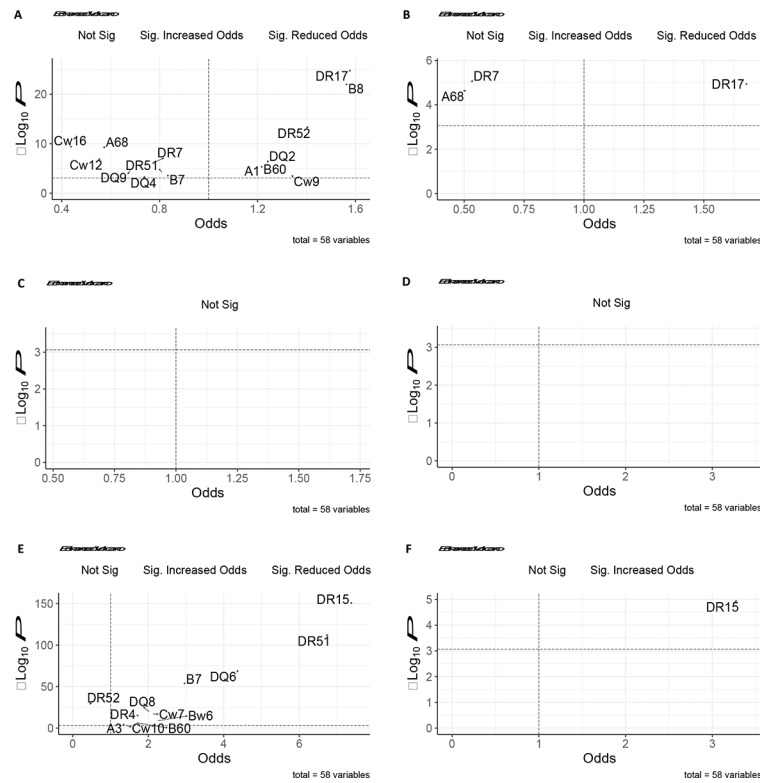 A
Not Sig Sig. Increased Odds Sig. Reduced Odds
□Log10 P
20
10
0
DR17
B8
DR52
Cw16
A68
DR7
DQ2
Cw12
DR51
A1
B60
DQ9
DQ4
B7
Cw9
0.4 0.8 1.2 1.6
Odds
total = 58 variables
B
Not Sig Sig. Increased Odds Sig. Reduced Odds
□Log10 P
6
4
2
0
DR7
A68
DR17
0.50 0.75 1.00 1.25 1.50
Odds
total = 58 variables
C
Not Sig
□Log10 P
3
2
1
0
0.50 0.75 1.00 1.25 1.50 1.75
Odds
total = 58 variables
D
Not Sig
□Log10 P
3
2
1
0
0 1 2 3
Odds
total = 58 variables
E
Not Sig Sig. Increased Odds Sig. Reduced Odds
□Log10 P
150
100
50
0
DR15
DR51
B7
DQ6
DR52
DQ8
DR4
Cw7
Bw6
A3
Cw10
B60
0 2 4 6
Odds
total = 58 variables
F
Not Sig Sig. Increased Odds
□Log10 P
5
4
3
2
1
0
DR15
0 1 2 3
Odds
total = 58 variables